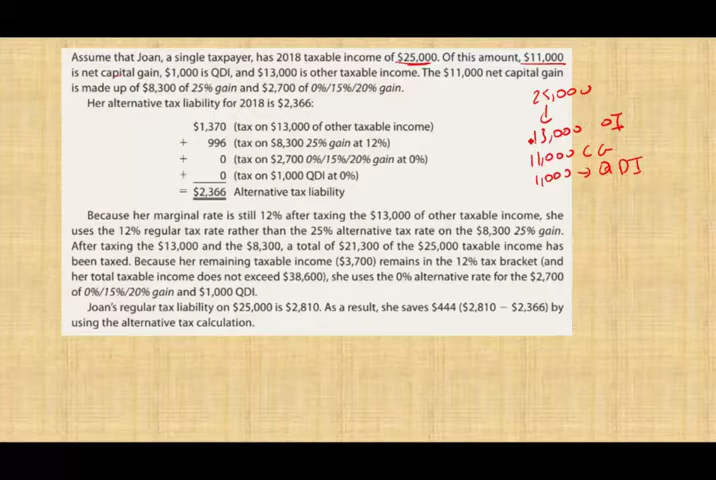 Assume that Joan, a single taxpayer, has 2018 taxable income of $25,000. Of this amount, $11,000
is net capital gain, $1,000 is QDI, and $13,000 is other taxable income. The $11,000 net capital gain
is made up of $8,300 of 25% gain and $2,700 of 0%/15%/20% gain.
Her alternative tax liability for 2018 is $2,366:
$1,370 (tax on $13,000 of other taxable income)
+ 996 (tax on $8,300 25% gain at 12%)
+ 0 (tax on $2,700 0%/15%/20% gain at 0%)
+ 0 (tax on $1,000 QDI at 0%)
= $2,366 Alternative tax liability
Because her marginal rate is still 12% after taxing the $13,000 of other taxable income, she
uses the 12% regular tax rate rather than the 25% alternative tax rate on the $8,300 25% gain.
After taxing the $13,000 and the $8,300, a total of $21,300 of the $25,000 taxable income has
been taxed. Because her remaining taxable income ($3,700) remains in the 12% tax bracket (and
her total taxable income does not exceed $38,600), she uses the 0% alternative rate for the $2,700
of 0%/15%/20% gain and $1,000 QDI.
Joan's regular tax liability on $25,000 is $2,810. As a result, she saves $444 ($2,810 − $2,366) by
using the alternative tax calculation.
25,000
↓
13,000 OI
11,000 CG
1,000 → QDI